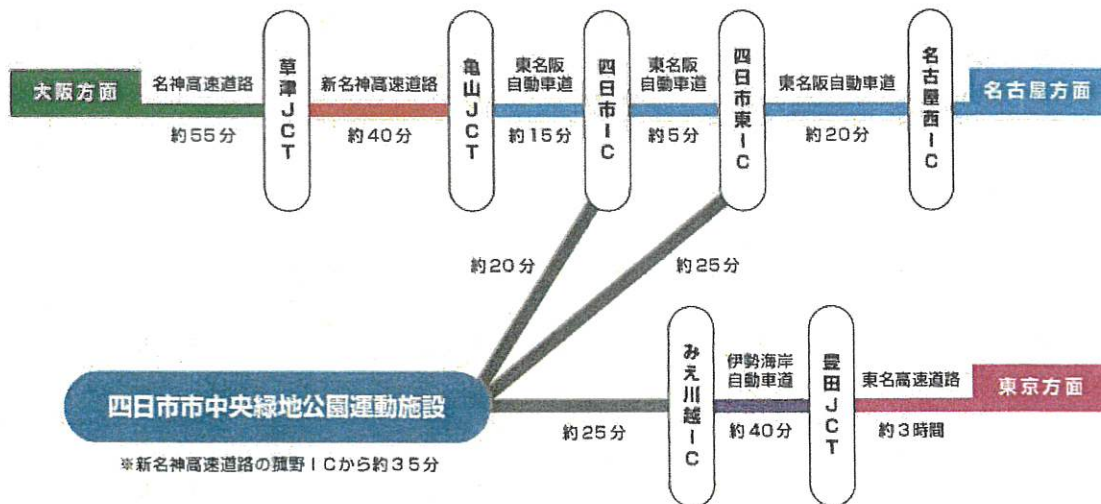 大阪方面
名神高速道路
約55分
草津JCT
新名神高速道路
約40分
亀山JCT
東名阪
自動車道
約15分
四日市IC
東名阪
自動車道
約5分
四日市東IC
東名阪自動車道
約20分
名古屋西IC
名古屋方面
約20分
約25分
四日市市中央緑地公園運動施設
約25分
みえ川越IC
伊勢湾岸
自動車道
約40分
豊田JCT
東名高速道路
約3時間
東京方面
※新名神高速道路の菰野ICから約35分